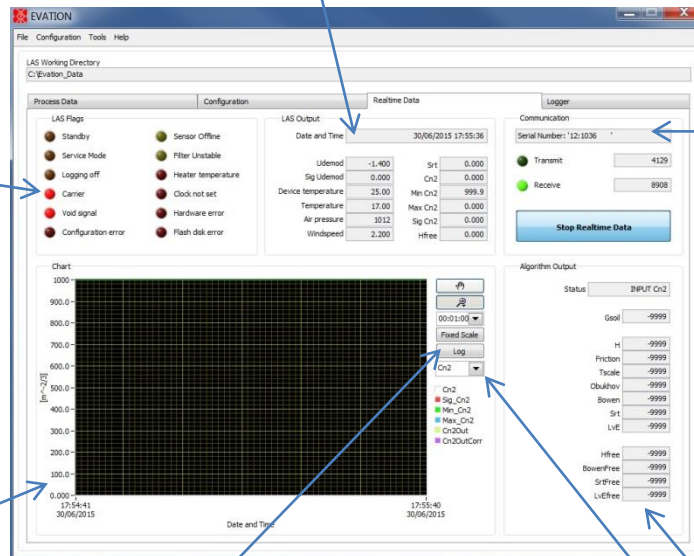 EVATION
File Configuration Tools Help
LAS Working Directory
C:\Evation_Data
Process Data Configuration Realtime Data Logger
LAS Flags
Standby Sensor Offline
Service Mode Filter Unstable
Logging off Heater temperature
Carrier Clock not set
Void signal Hardware error
Configuration error Flash disk error
LAS Output
Date and Time 30/06/2015 17:55:36
Udemod -1.400 Srt 0.000
Sig Udemod 0.000 Cn2 0.000
Device temperature 25.00 Min Cn2 999.9
Temperature 17.00 Max Cn2 0.000
Air pressure 1012 Sig Cn2 0.000
Windspeed 2.200 Hfree 0.000
Communication
Serial Number: '12:1036 '
Transmit 4129
Receive 8908
Stop Realtime Data
Chart
1000
900.0
800.0
700.0
600.0
500.0
400.0
300.0
200.0
100.0
0.000
[m^-2/3]
17:54:41 17:55:40
30/06/2015 30/06/2015
Date and Time
00:01:00
Fixed Scale
Log
Cn2
Cn2
Sig_Cn2
Min_Cn2
Max_Cn2
Cn2Out
Cn2OutCorr
Algorithm Output
Status INPUT Cn2
Gsoil -9999
H -9999
Friction -9999
Tscale -9999
Obukhov -9999
Bowen -9999
Srt -9999
LvE -9999
Hfree -9999
BowenFree -9999
SrtFree -9999
LvEfree -9999